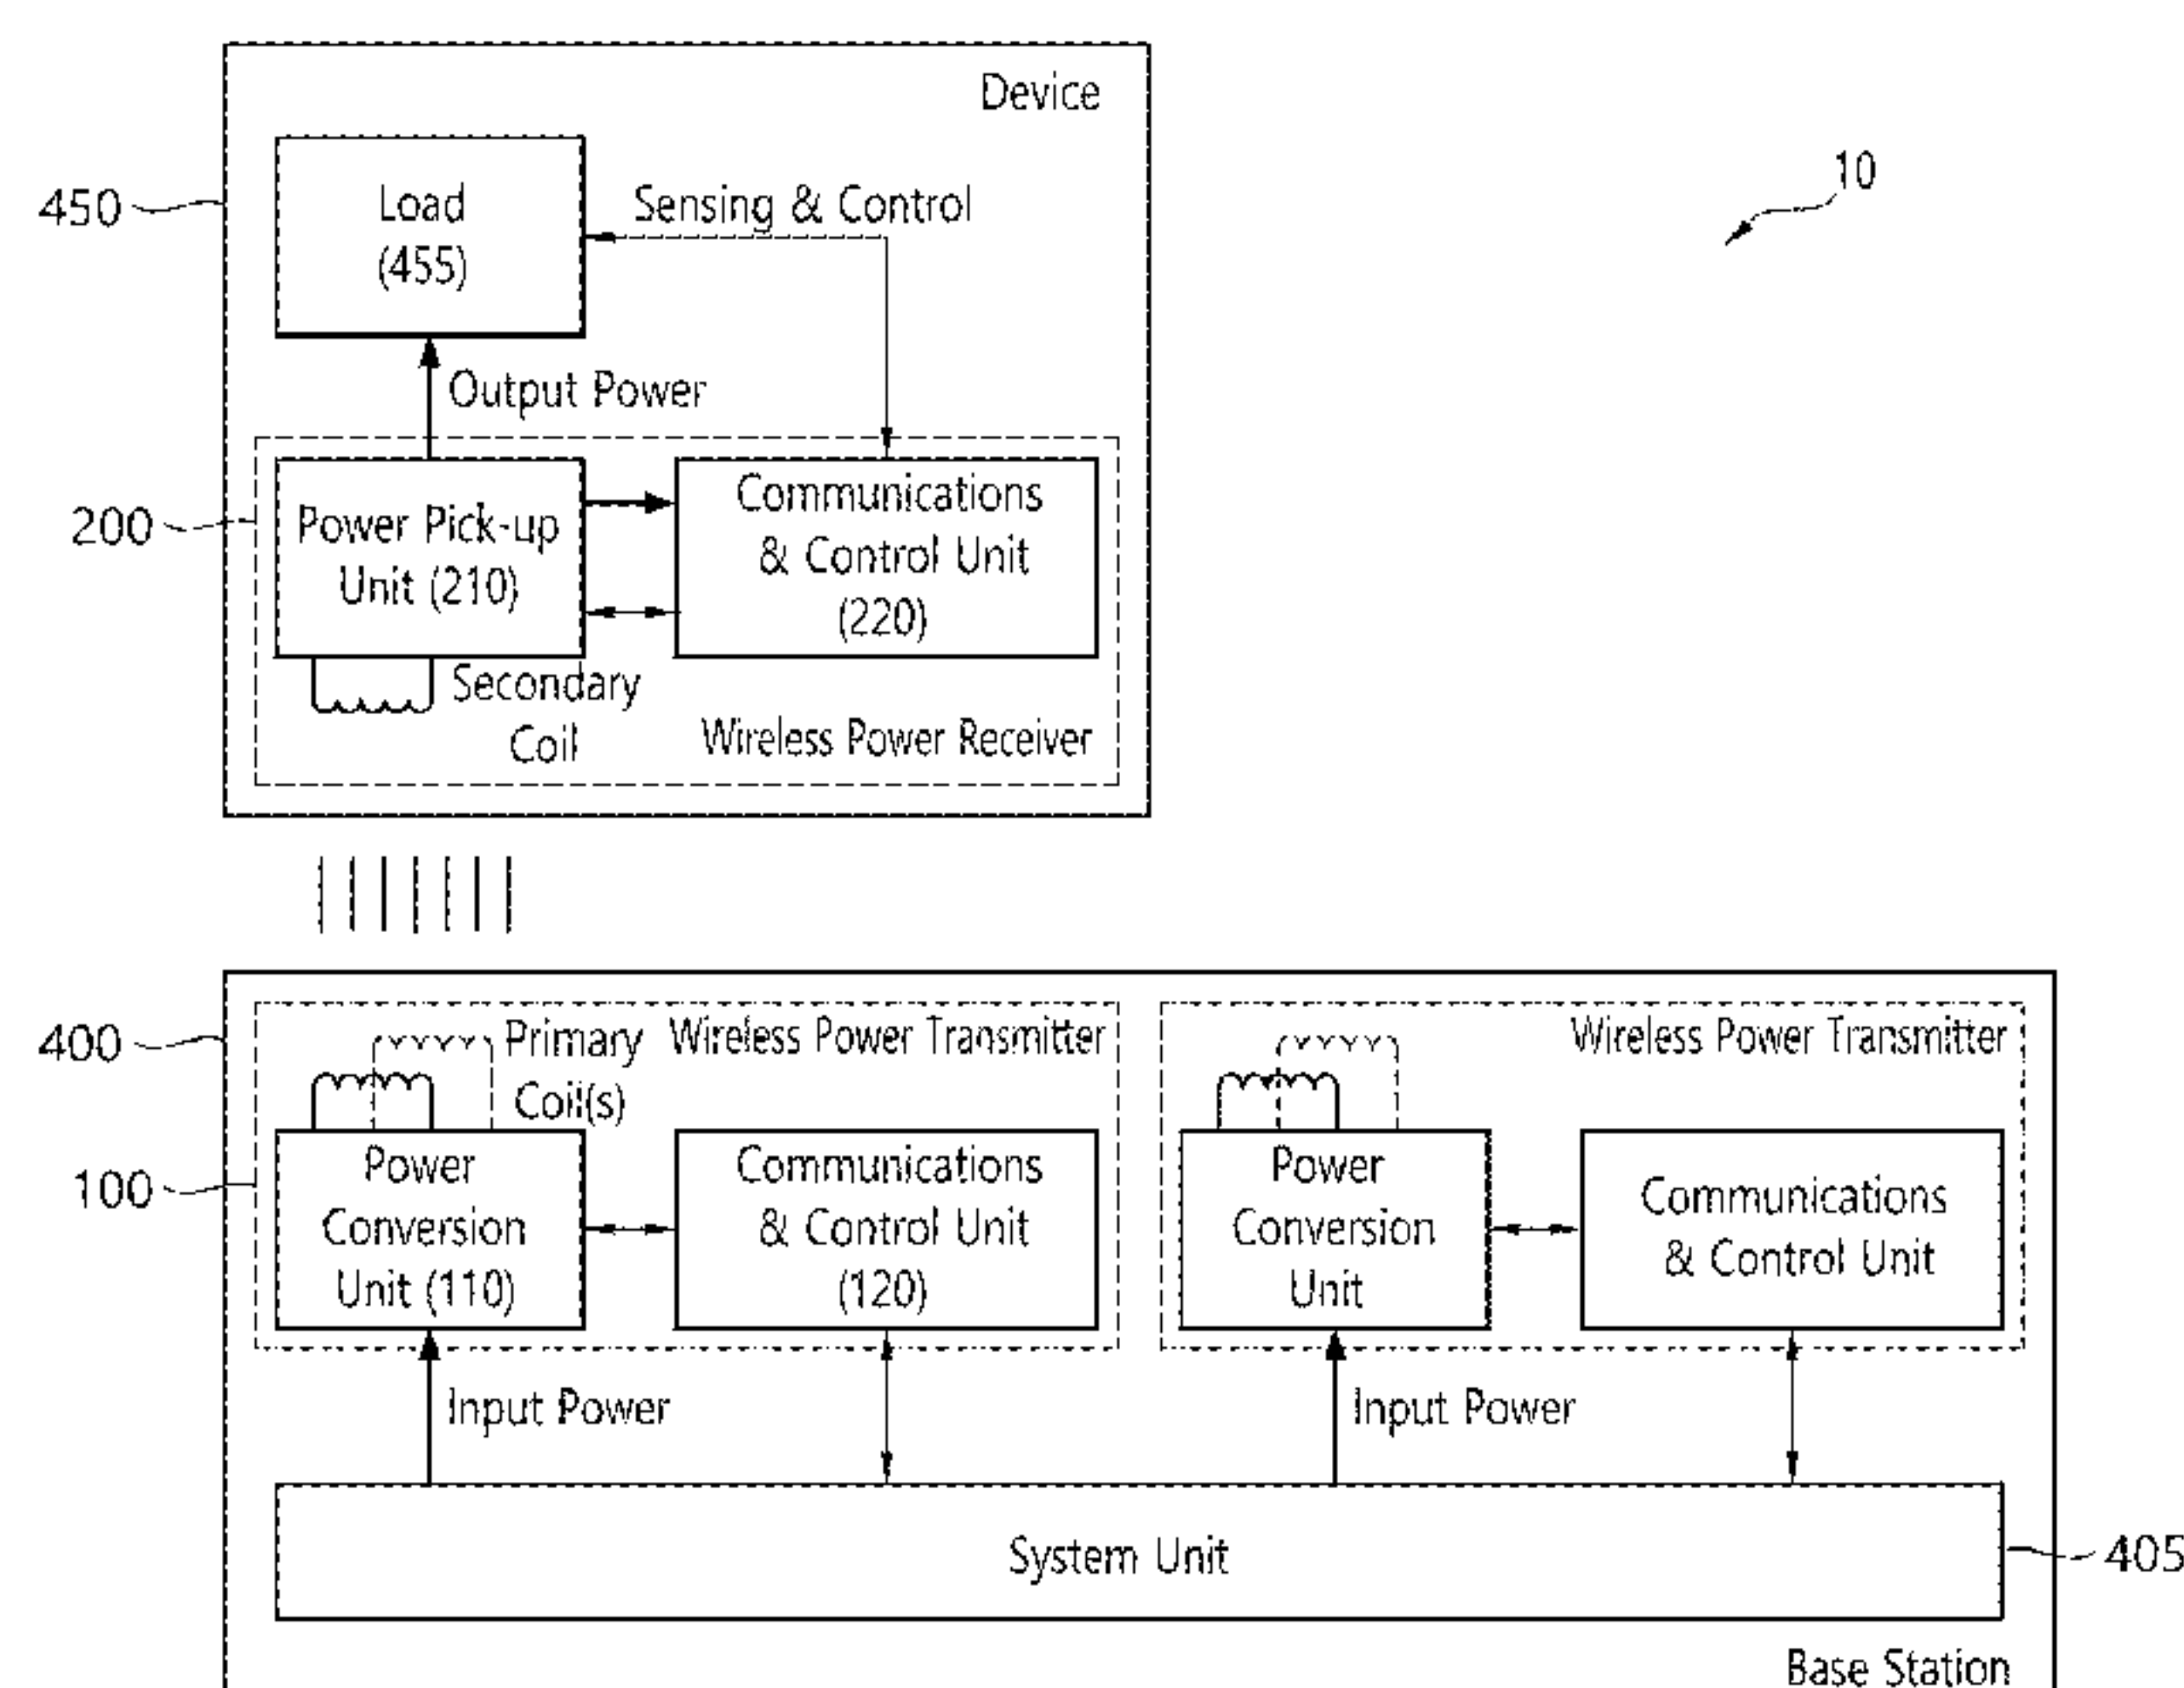 Device
10
450
Load
(455)
Sensing & Control
Output Power
200
Power Pick-up
Unit (210)
Communications
& Control Unit
(220)
Secondary
Coil
Wireless Power Receiver
400
Primary
Coil(s)
Wireless Power Transmitter
Wireless Power Transmitter
100
Power
Conversion
Unit (110)
Communications
& Control Unit
(120)
Power
Conversion
Unit
Communications
& Control Unit
Input Power
Input Power
System Unit
405
Base Station